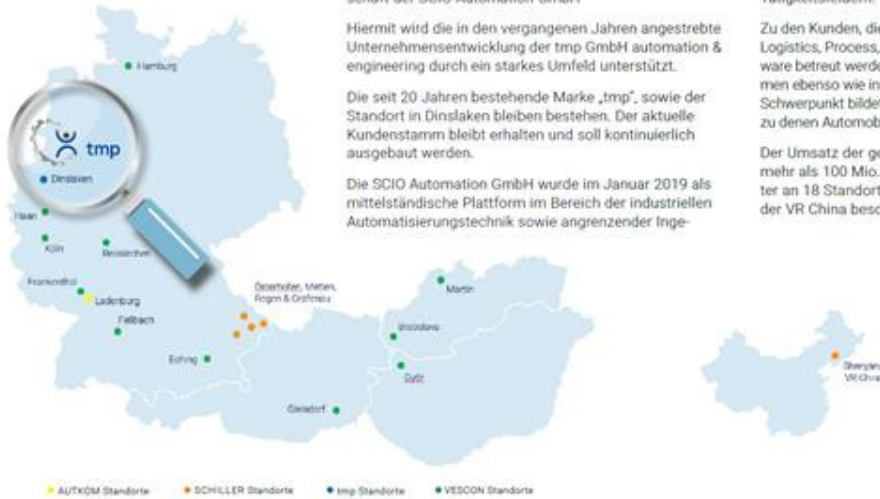 schaft der SCIO Automation GmbH
Hiermit wird die in den vergangenen Jahren angestrebte
Unternehmensentwicklung der tmp GmbH automation &
engineering durch ein starkes Umfeld unterstützt.
Die seit 20 Jahren bestehende Marke „tmp“, sowie der
Standort in Dinslaken bleiben bestehen. Der aktuelle
Kundenstamm bleibt erhalten und soll kontinuierlich
ausgebaut werden.
Die SCIO Automation GmbH wurde im Januar 2019 als
mittelständische Plattform im Bereich der industriellen
Automatisierungstechnik sowie angrenzender Inge-
Zu den Kunden, die
Logistics, Process,
ware betreut werde
men ebenso wie in
Schwerpunkt bildet
zu denen Automob
Der Umsatz der ge
mehr als 100 Mio.
ter an 18 Standort
der VR China besc
Hamburg
tmp
Dinslaken
Haan
Köln
Reiskirchen
Frankenthal
Ladenburg
Fellbach
Eching
Osterhofen, Metten,
Regen & Grafenau
Martin
Bratislava
Győr
Gleisdorf
Shenyang
VR China
AUTKOM Standorte
SCHILLER Standorte
tmp Standorte
VESCON Standorte